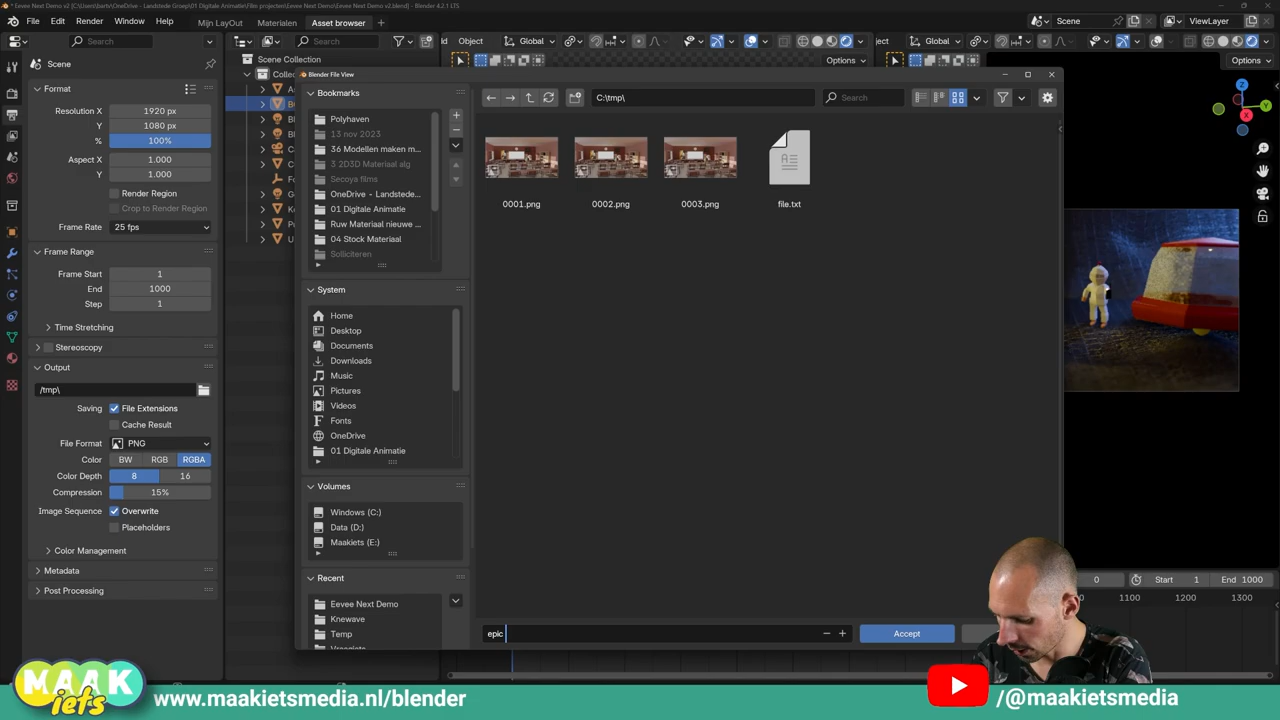 * Eevee Next Demo v2 [C:\Users\bartv\OneDrive - Landstede Groep\01 Digitale Animatie\Film projecten\Eevee Next Demo\Eevee Next Demo v2.blend] - Blender 4.2.1 LTS
File Edit Render Window Help Mijn LayOut Materialen Asset browser + Scene ViewLayer
Search Search Object Global Global
Scene Scene Collection Options Options
Format
Resolution X 1920 px
Y 1080 px
% 100%
Aspect X 1.000
Y 1.000
Render Region
Crop to Render Region
Frame Rate 25 fps
Frame Range
Frame Start 1
End 1000
Step 1
Time Stretching
Stereoscopy
Output
/tmp\
Saving File Extensions
Cache Result
File Format PNG
Color BW RGB RGBA
Color Depth 8 16
Compression 15%
Image Sequence Overwrite
Placeholders
Color Management
Metadata
Post Processing
Blender File View
Bookmarks
Polyhaven
13 nov 2023
36 Modellen maken m...
3 2D3D Materiaal alg
Secoya films
OneDrive - Landstede...
01 Digitale Animatie
Ruw Materiaal nieuwe ...
04 Stock Materiaal
Solliciteren
System
Home
Desktop
Documents
Downloads
Music
Pictures
Videos
Fonts
OneDrive
01 Digitale Animatie
Volumes
Windows (C:)
Data (D:)
Maakiets (E:)
Recent
Eevee Next Demo
Knewave
Temp
C:\tmp\ Search
0001.png 0002.png 0003.png file.txt
epic Accept
0 Start 1 End 1000
1100 1200 1300
MAAK
iets
www.maakietsmedia.nl/blender
/@maakietsmedia